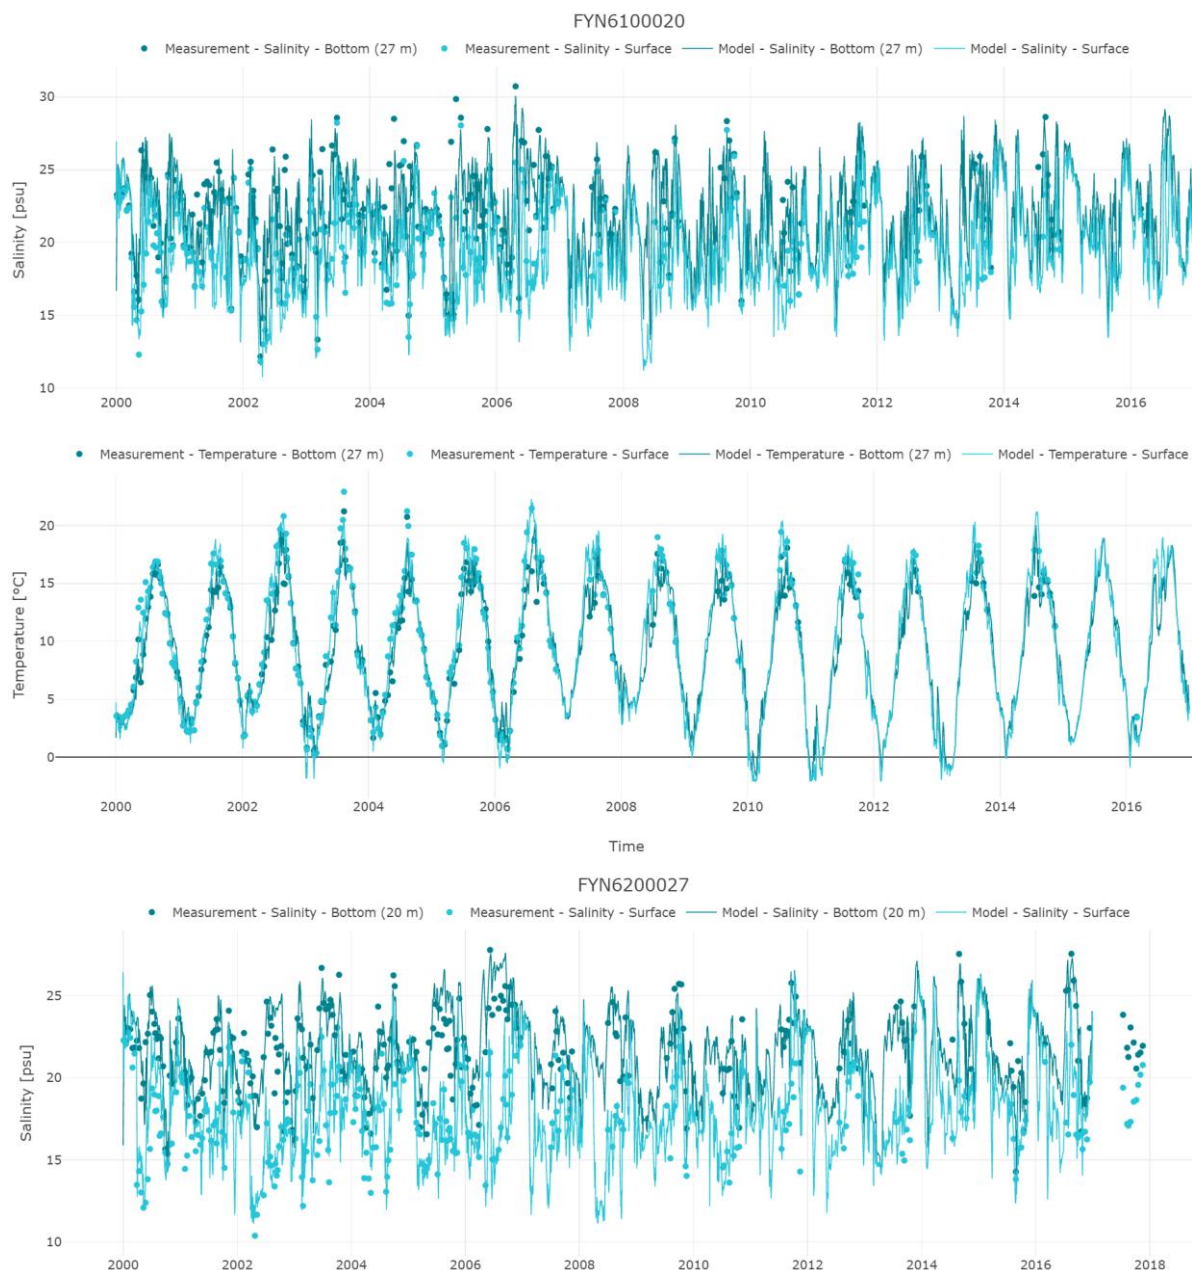 FYN6100020
Measurement - Salinity - Bottom (27 m) Measurement - Salinity - Surface Model - Salinity - Bottom (27 m) Model - Salinity - Surface
30
25
20
15
10
Salinity [psu]
2000 2002 2004 2006 2008 2010 2012 2014 2016
Measurement - Temperature - Bottom (27 m) Measurement - Temperature - Surface Model - Temperature - Bottom (27 m) Model - Temperature - Surface
20
15
10
5
0
Temperature [°C]
2000 2002 2004 2006 2008 2010 2012 2014 2016
Time
FYN6200027
Measurement - Salinity - Bottom (20 m) Measurement - Salinity - Surface Model - Salinity - Bottom (20 m) Model - Salinity - Surface
25
20
15
10
Salinity [psu]
2000 2002 2004 2006 2008 2010 2012 2014 2016 2018